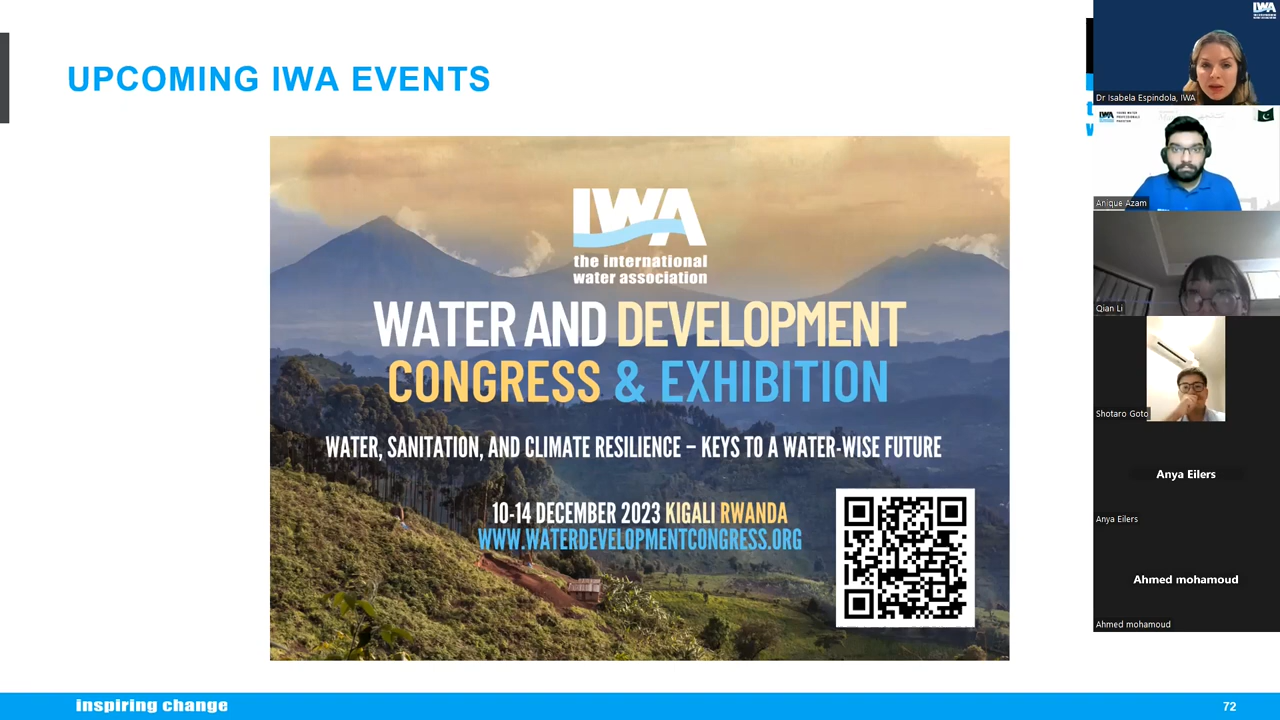 UPCOMING IWA EVENTS
IWA
the international
water association
WATER AND DEVELOPMENT
CONGRESS & EXHIBITION
WATER, SANITATION, AND CLIMATE RESILIENCE – KEYS TO A WATER-WISE FUTURE
10-14 DECEMBER 2023 KIGALI RWANDA
WWW.WATERDEVELOPMENTCONGRESS.ORG
inspiring change
72
IWA
Dr Isabela Espindola, IWA
IWA
Anique Azam
Qian Li
Shotaro Goto
Anya Eilers
Anya Eilers
Ahmed mohamoud
Ahmed mohamoud